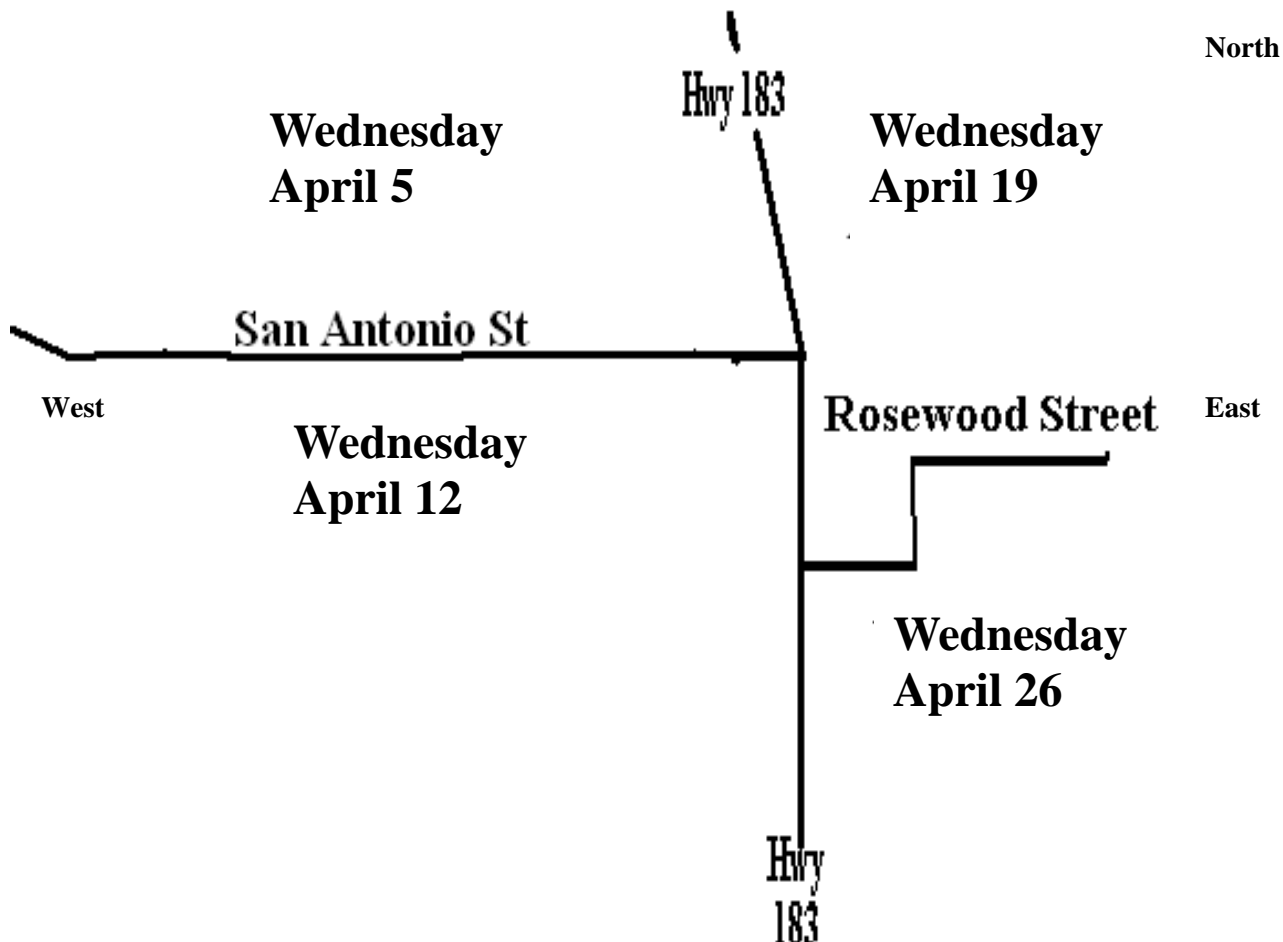 North
Hwy 183
Wednesday
April 5
Wednesday
April 19
San Antonio St
West
Rosewood Street
East
Wednesday
April 12
Wednesday
April 26
Hwy
183